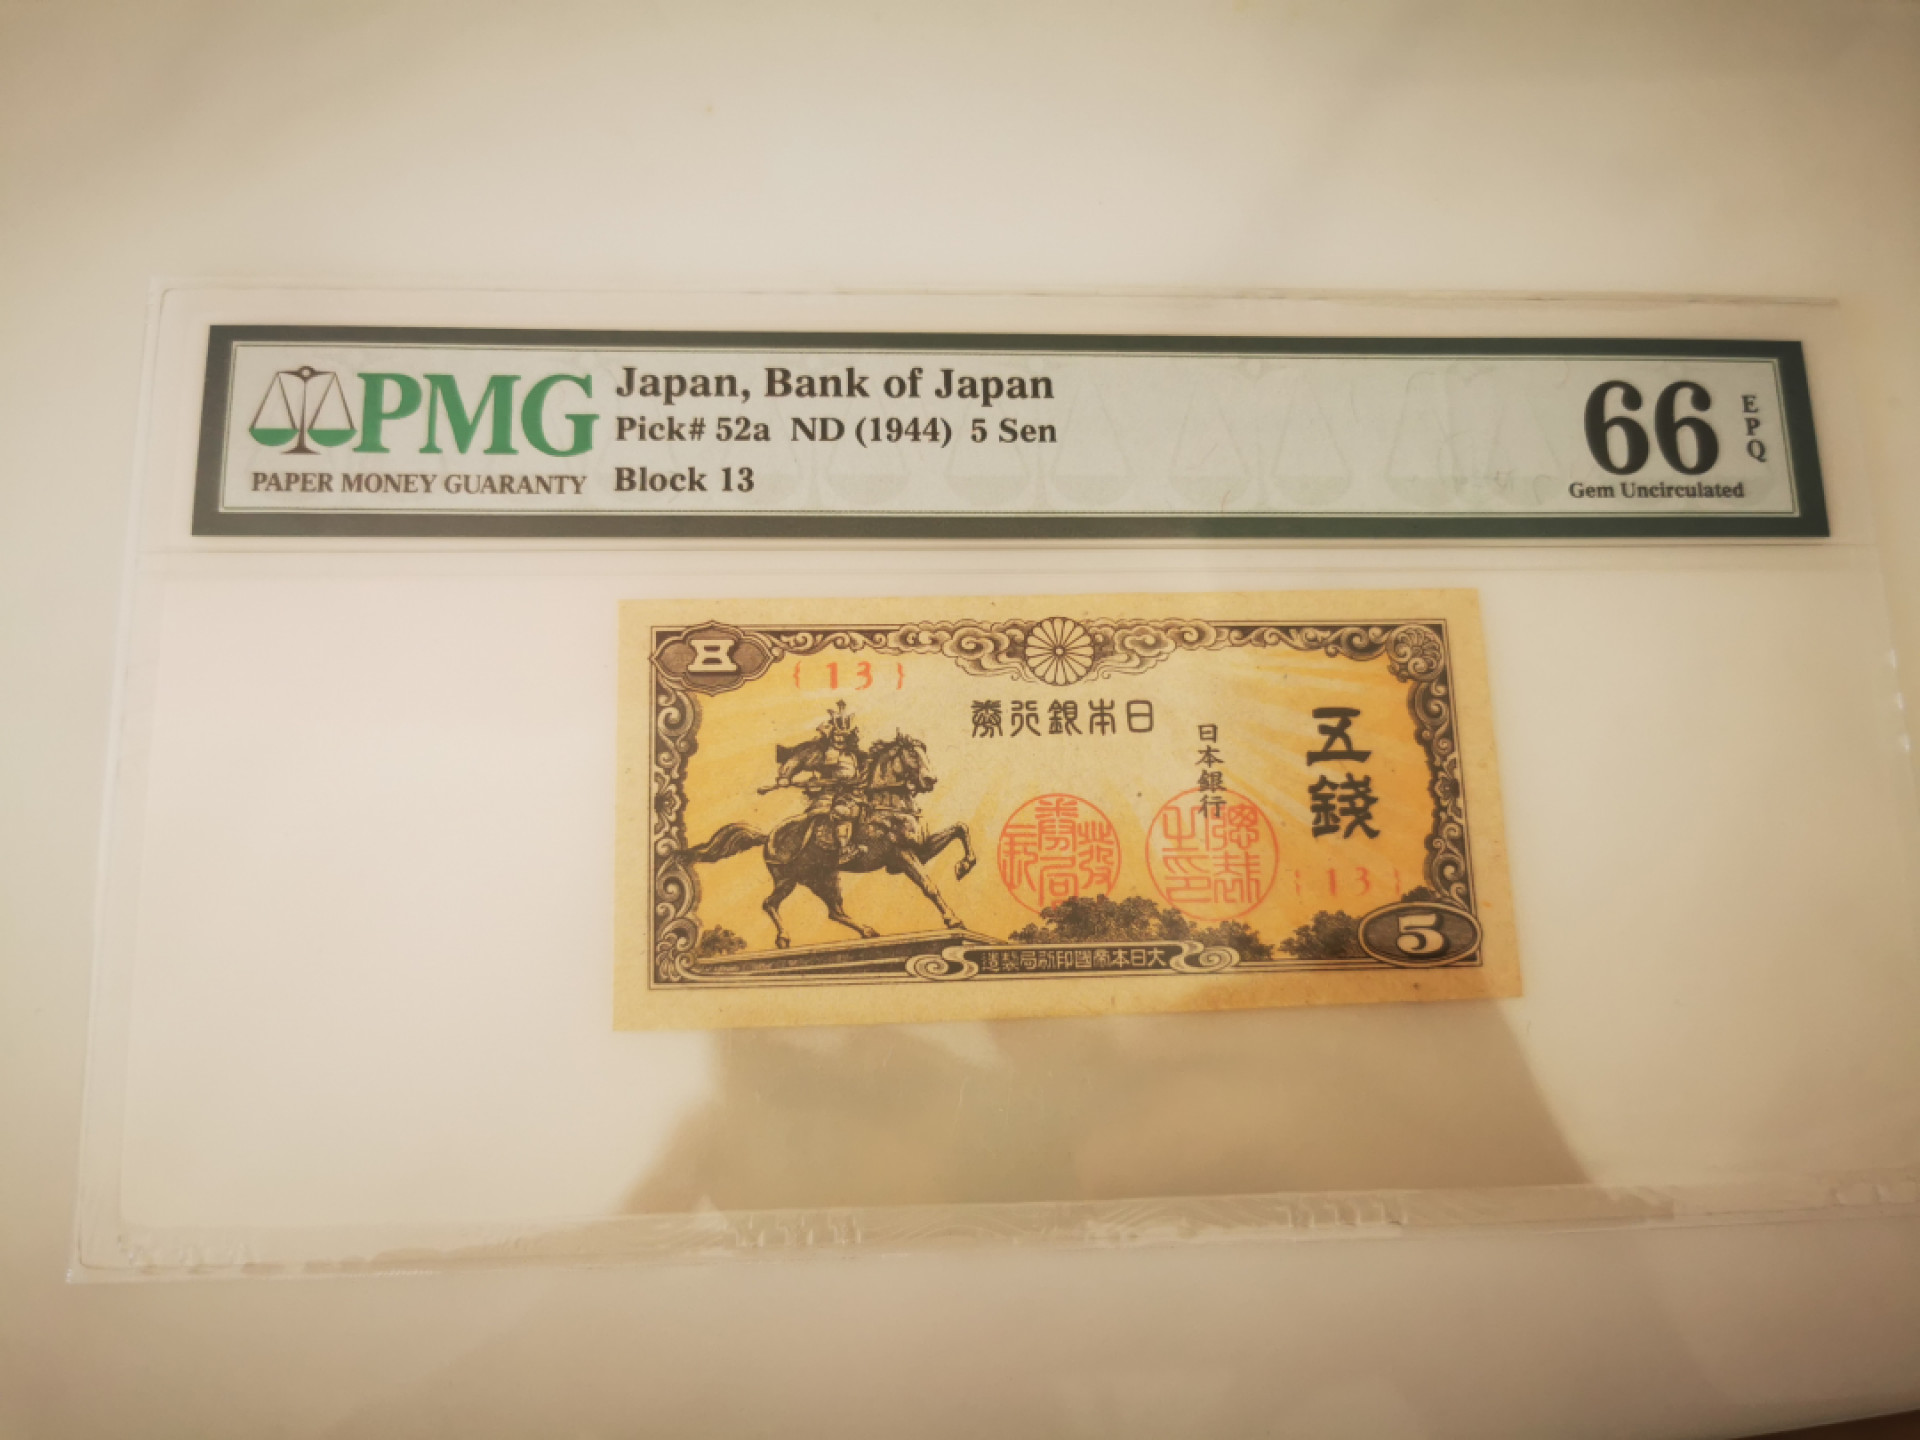 PMG
PAPER MONEY GUARANTY
Japan, Bank of Japan
Pick# 52a ND (1944) 5 Sen
Block 13
66
EPQ
Gem Uncirculated
五
{13}
券行銀本日
日本銀行
五錢
{13}
5
造製局刷印國帝本日大